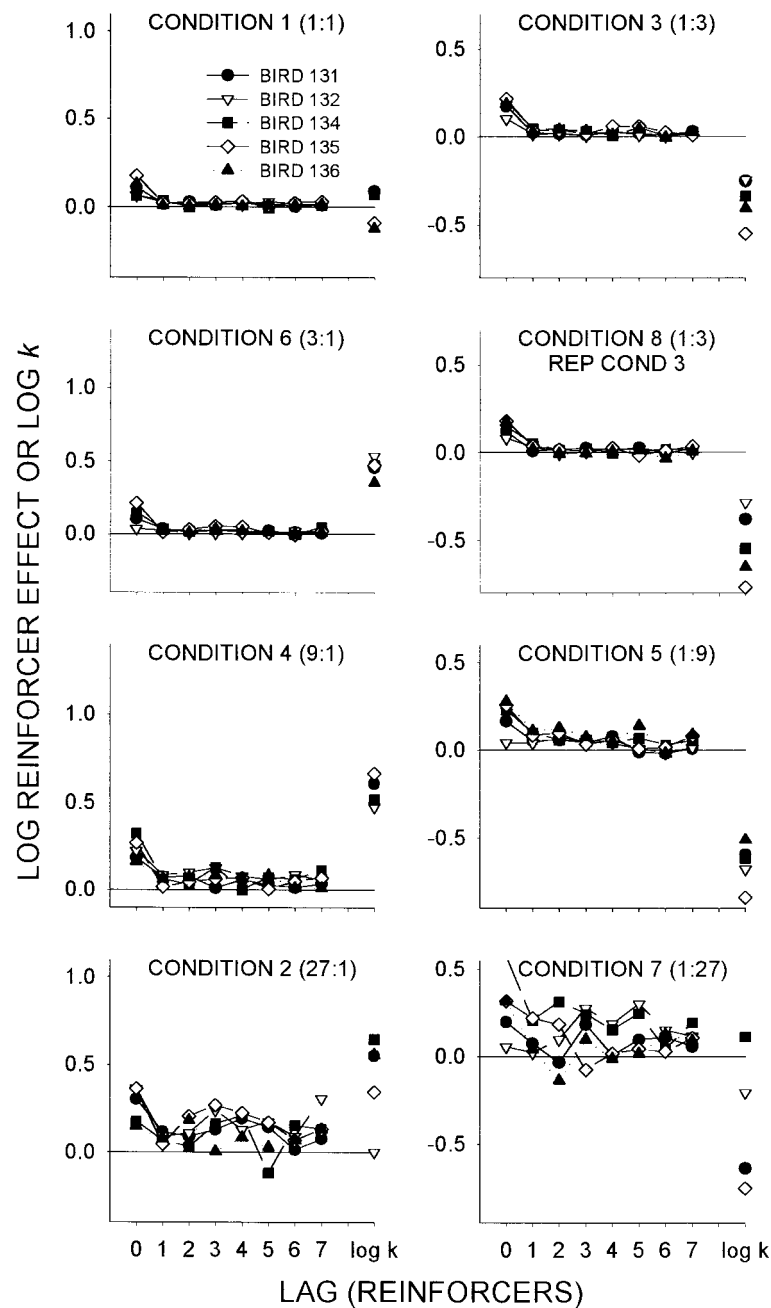 CONDITION 1 (1:1)
1.0
0.5
0.0
BIRD 131
BIRD 132
BIRD 134
BIRD 135
BIRD 136
CONDITION 3 (1:3)
0.5
0.0
-0.5
CONDITION 6 (3:1)
1.0
0.5
0.0
CONDITION 8 (1:3)
REP COND 3
0.5
0.0
-0.5
CONDITION 4 (9:1)
1.0
0.5
0.0
CONDITION 5 (1:9)
0.5
0.0
-0.5
CONDITION 2 (27:1)
1.0
0.5
0.0
0 1 2 3 4 5 6 7 log k
CONDITION 7 (1:27)
0.5
0.0
-0.5
0 1 2 3 4 5 6 7 log k
LOG REINFORCER EFFECT OR LOG k
LAG (REINFORCERS)